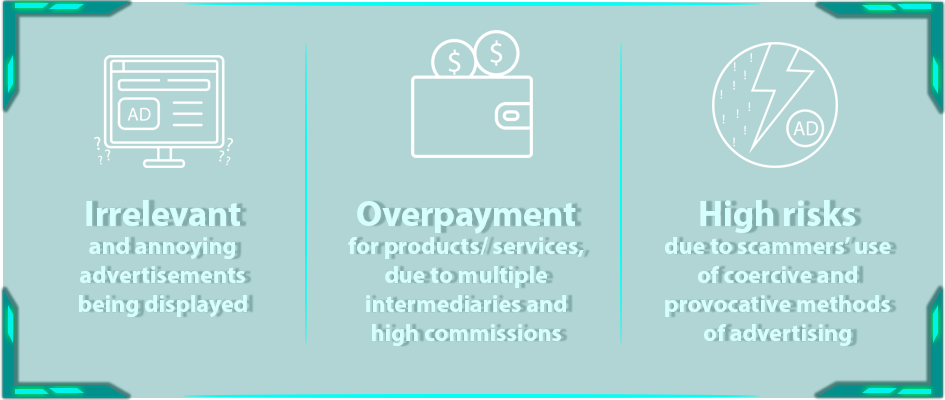 AD
Irrelevant
and annoying
advertisements
being displayed
$ $
Overpayment
for products/ services,
due to multiple
intermediaries and
high commissions
AD
High risks
due to scammers’ use
of coercive and
provocative methods
of advertising